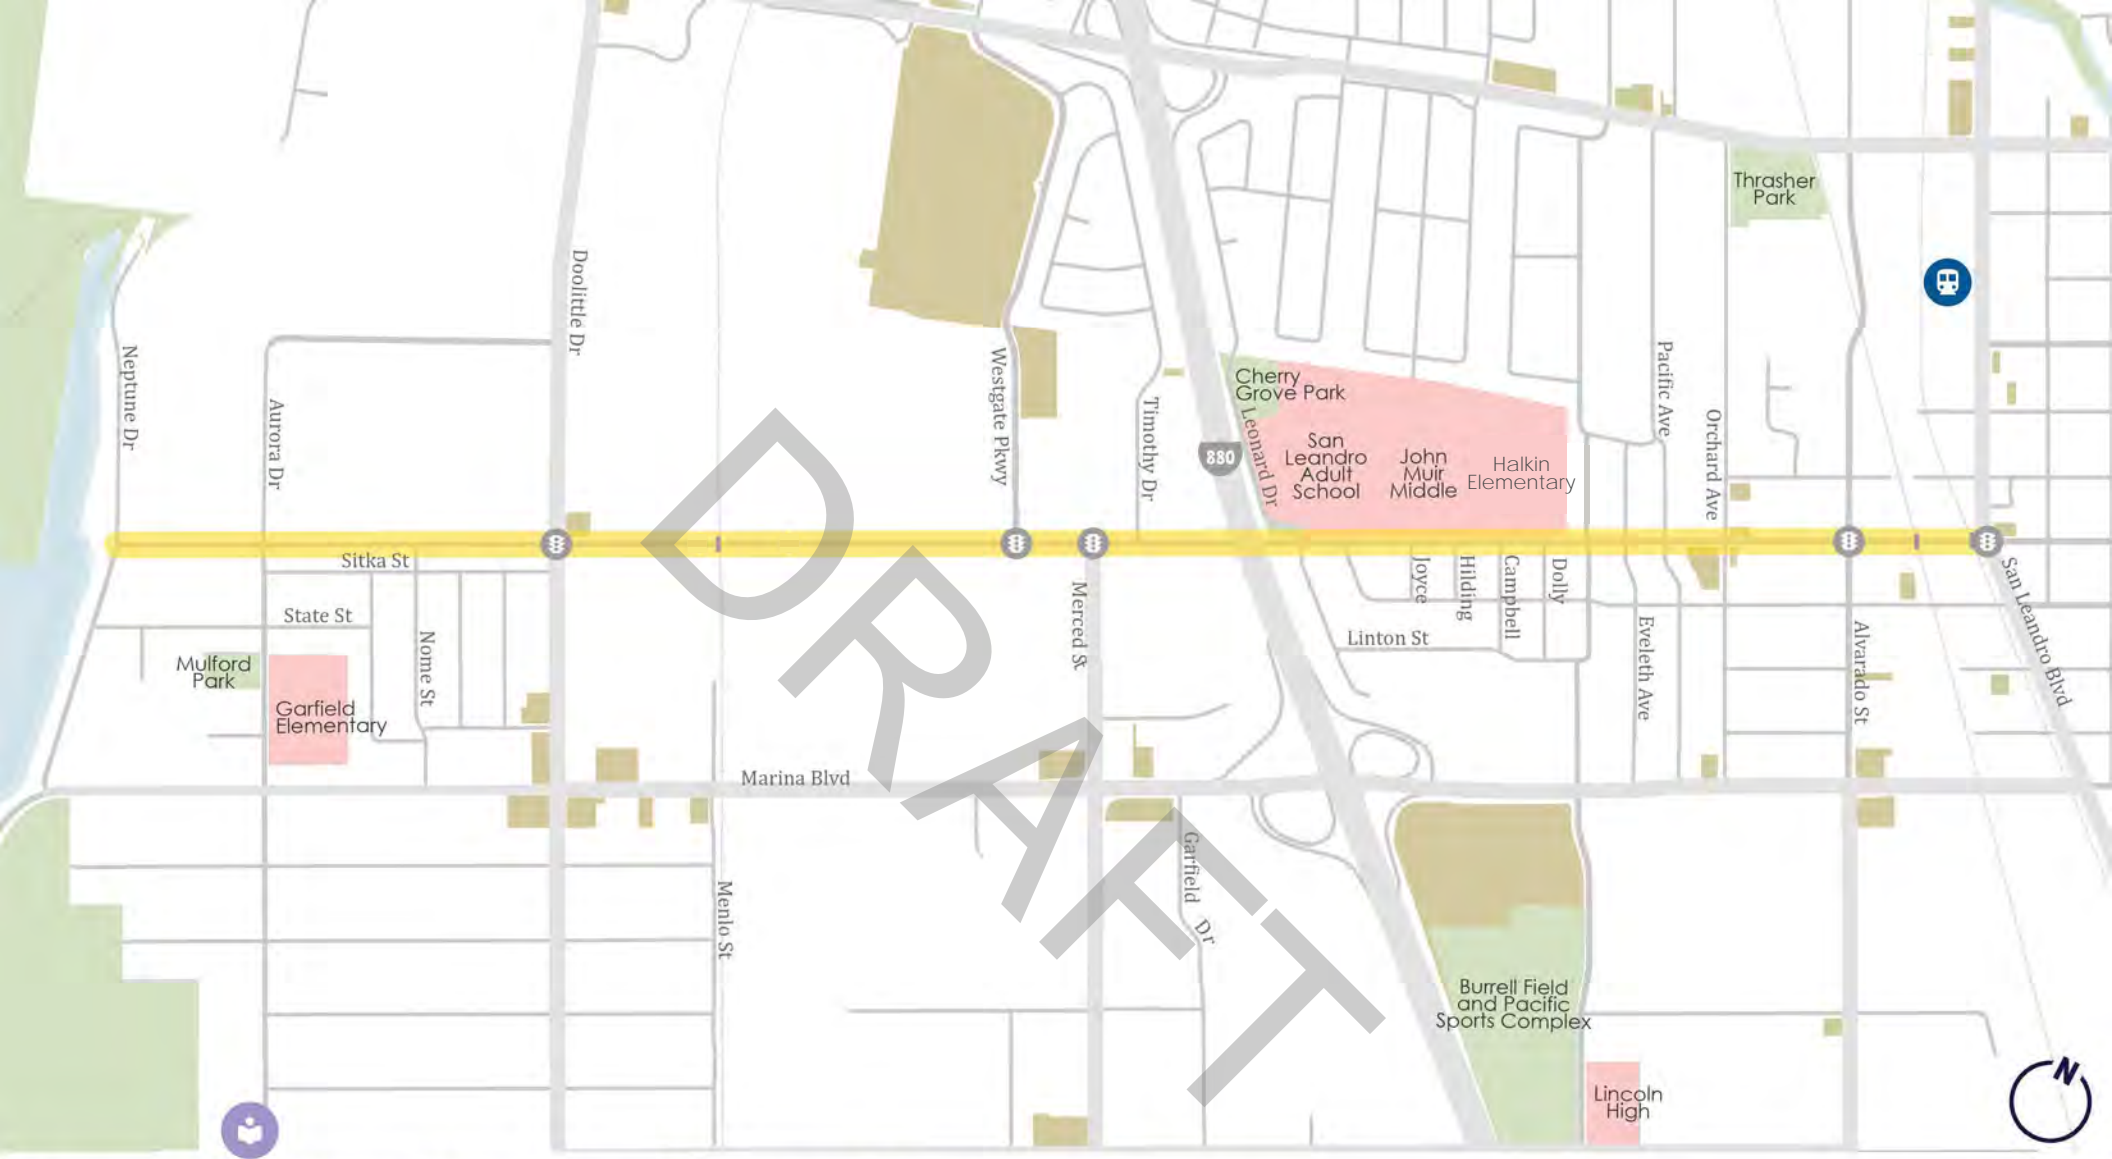 Thrasher
Park
Doolittle Dr
Neptune Dr
Aurora Dr
Westgate Pkwy
Timothy Dr
Cherry
Grove Park
Leonard Dr
880
San
Leandro
Adult
School
John
Muir
Middle
Halkin
Elementary
Pacific Ave
Orchard Ave
Sitka St
State St
Nome St
Mulford
Park
Garfield
Elementary
Merced St
Joyce
Hilding
Campbell
Dolly
Linton St
Eveleth Ave
Alvarado St
San Leandro Blvd
Marina Blvd
Menlo St
Garfield Dr
Burrell Field
and Pacific
Sports Complex
Lincoln
High
N
DRAFT